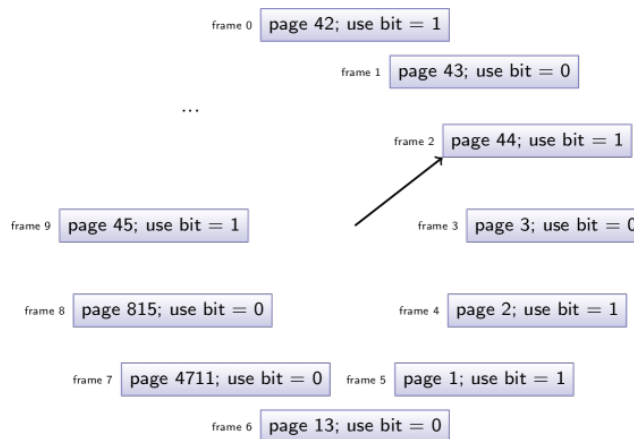 frame 0 page 42; use bit = 1
frame 1 page 43; use bit = 0
...
frame 2 page 44; use bit = 1
frame 9 page 45; use bit = 1
frame 3 page 3; use bit = 0
frame 8 page 815; use bit = 0
frame 4 page 2; use bit = 1
frame 7 page 4711; use bit = 0
frame 5 page 1; use bit = 1
frame 6 page 13; use bit = 0